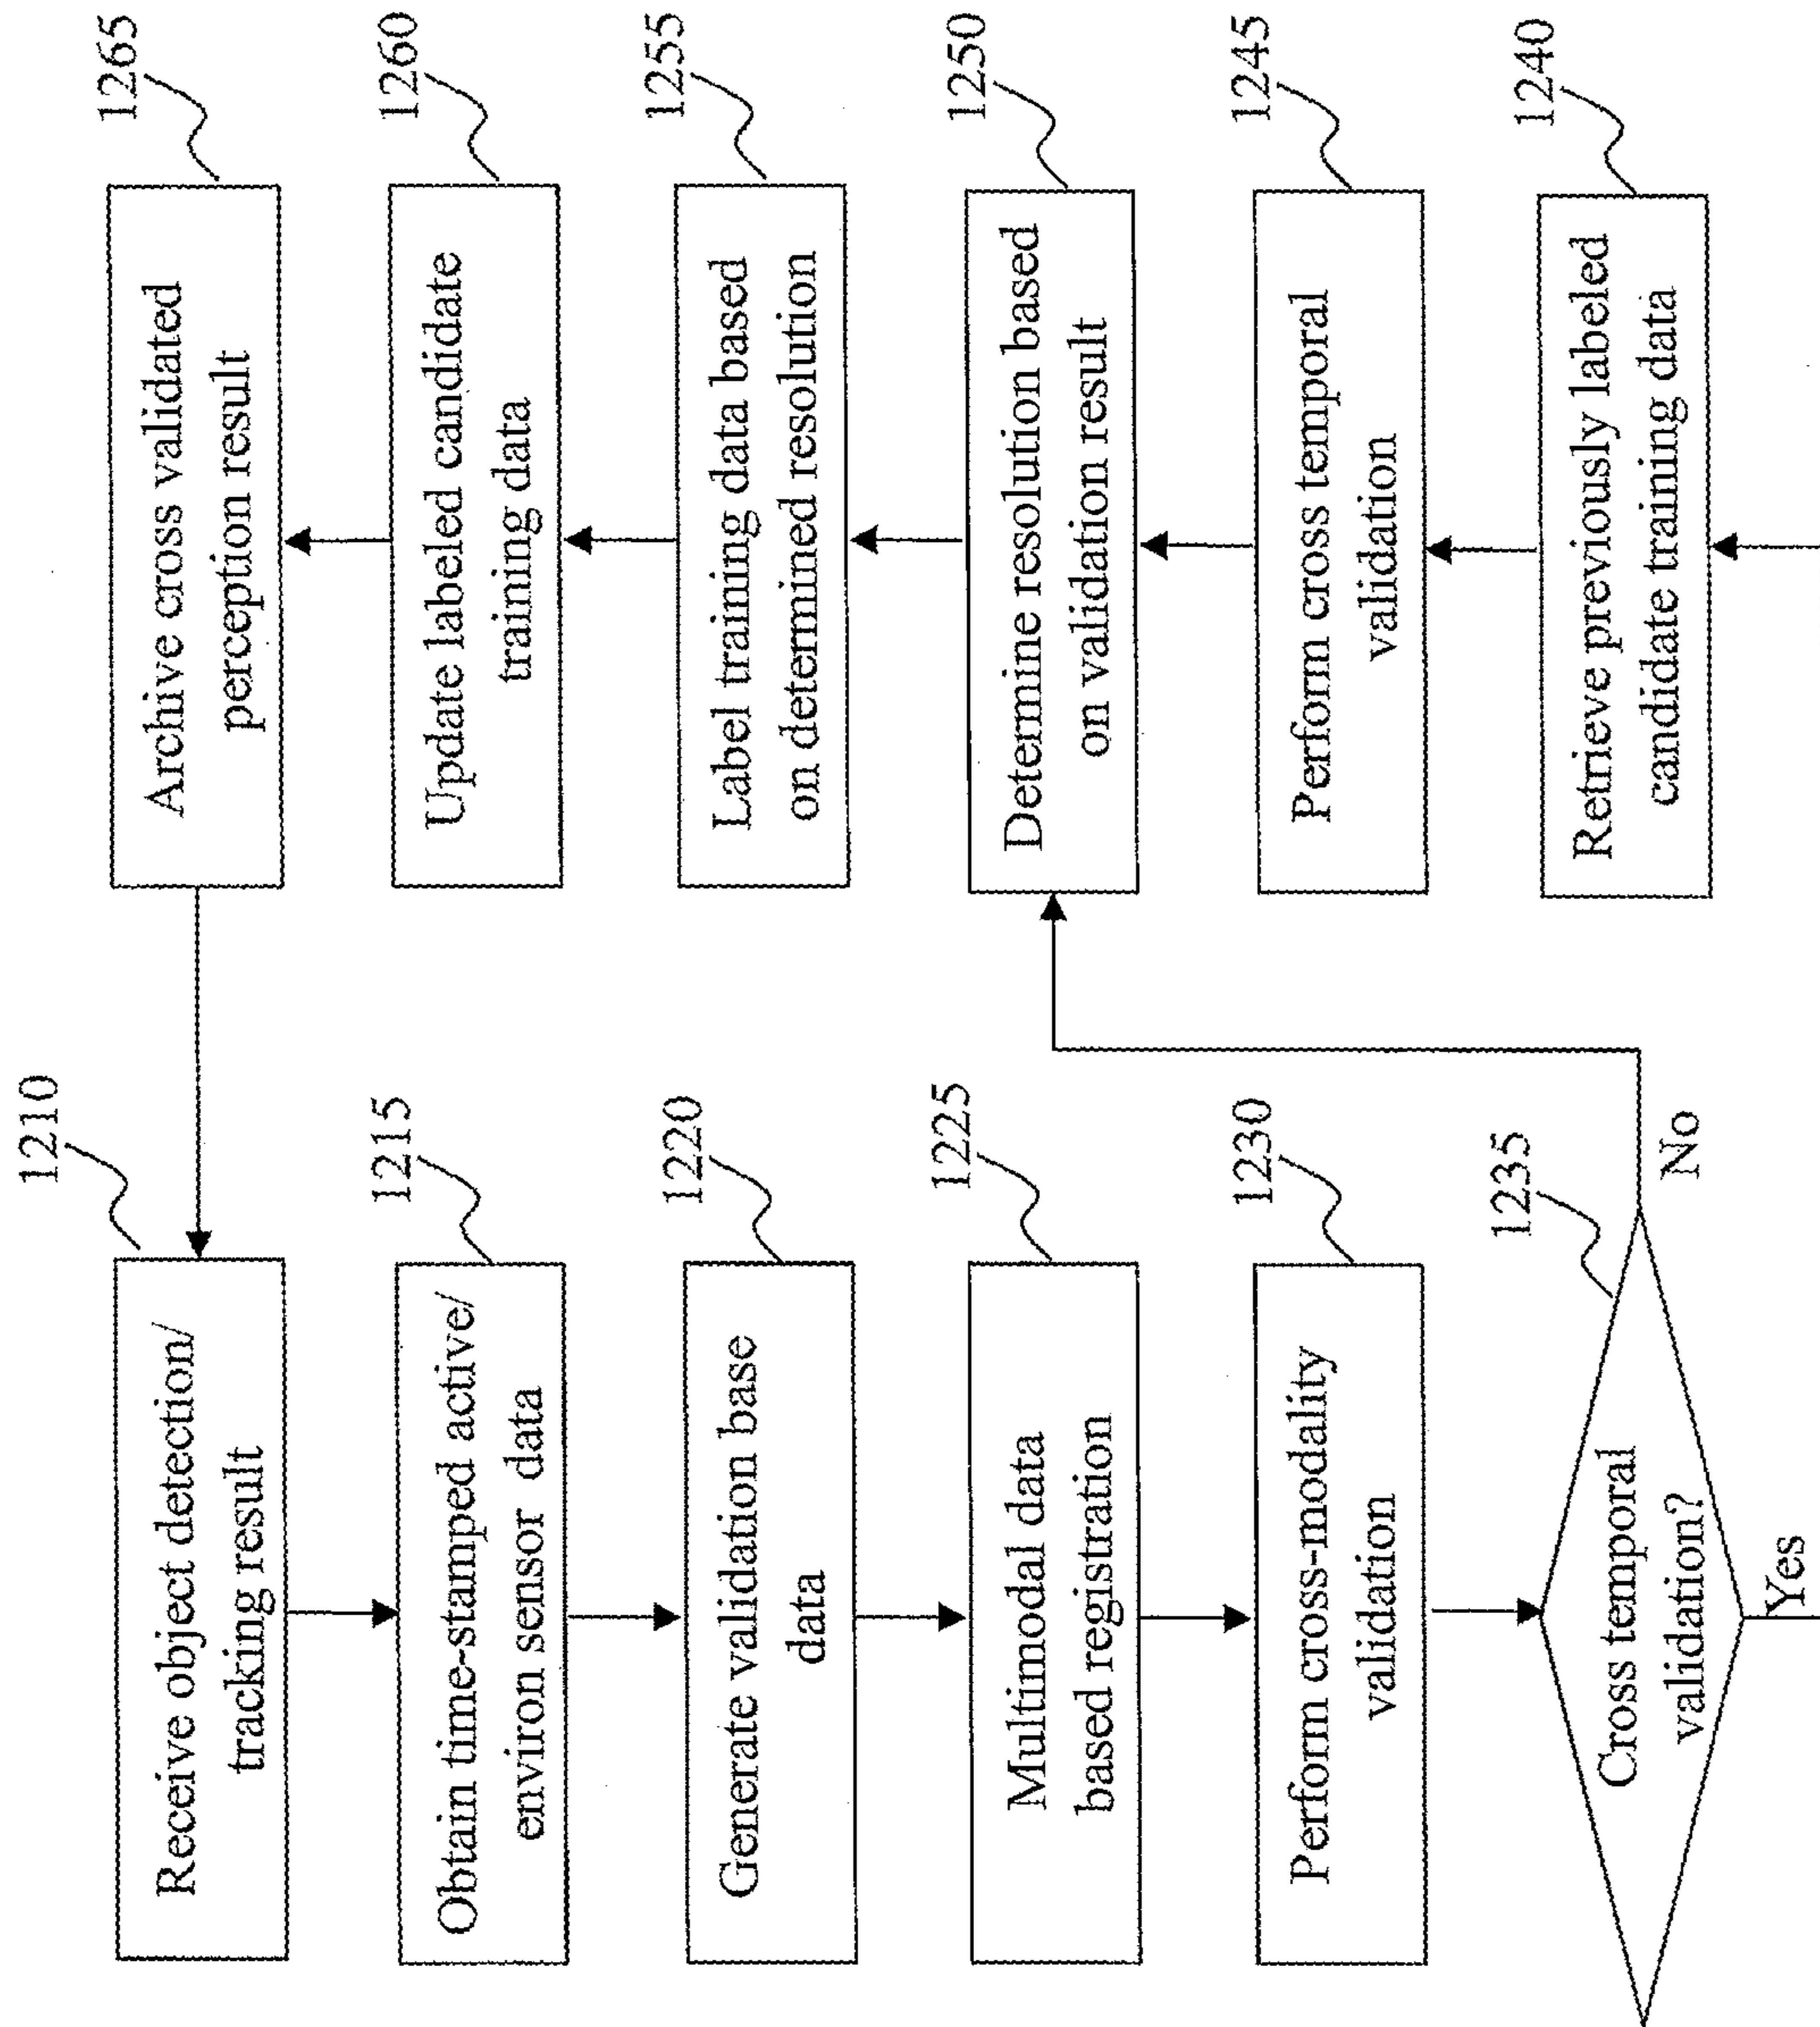 1210
Receive object detection/
tracking result
1215
Obtain time-stamped active/
environ sensor data
1220
Generate validation base
data
1225
Multimodal data
based registration
1230
Perform cross-modality
validation
1235
Cross temporal
validation?
No
Yes
1265
Archive cross validated
perception result
1260
Update labeled candidate
training data
1255
Label training data based
on determined resolution
1250
Determine resolution based
on validation result
1245
Perform cross temporal
validation
1240
Retrieve previously labeled
candidate training data